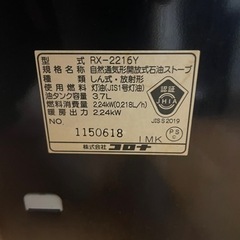 型式 RX-2216Y
規格 自然通気形開放式石油ストーブ
種類 しん式・放射形
使用燃料 灯油(JIS1号灯油)
油タンク容量 3.7L
燃料消費量 2.24kW(0.218L/h)
暖房出力 2.24kW
認証
JHIA
JIS S 2019
NO. 1150618
LMK
PS
株式会社コロナ